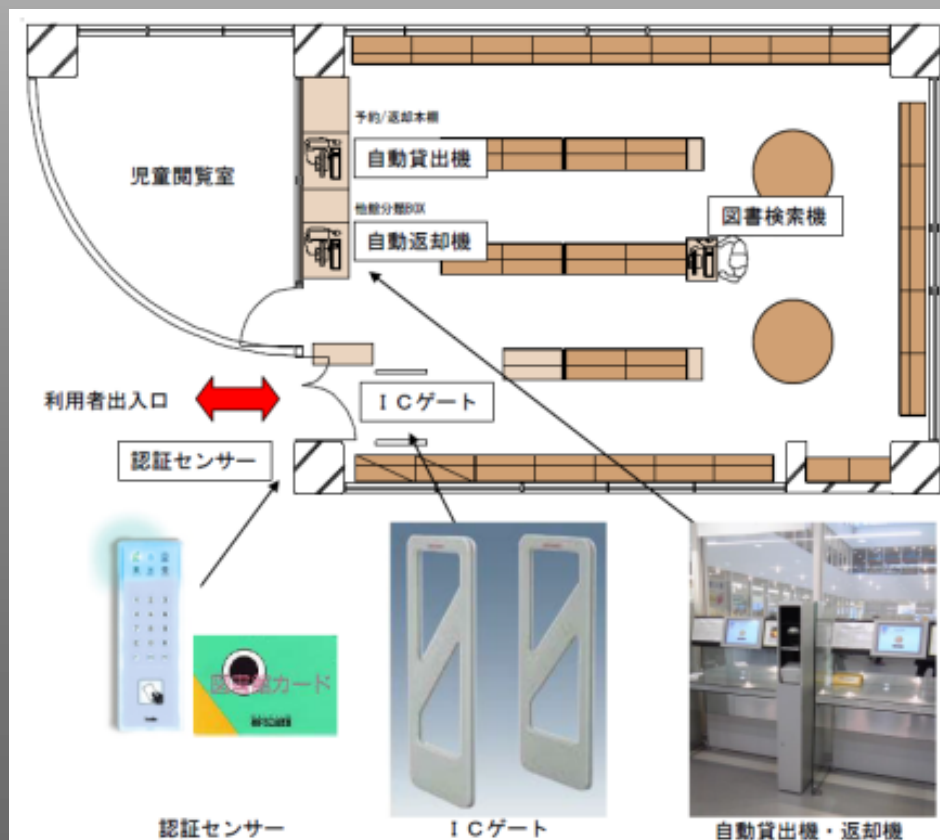 予約/返却本棚
自動貸出機
児童閲覧室
他館分類BOX
図書検索機
自動返却機
利用者出入口
ICゲート
認証センサー
図書館カード
認証センサー
ICゲート
自動貸出機・返却機